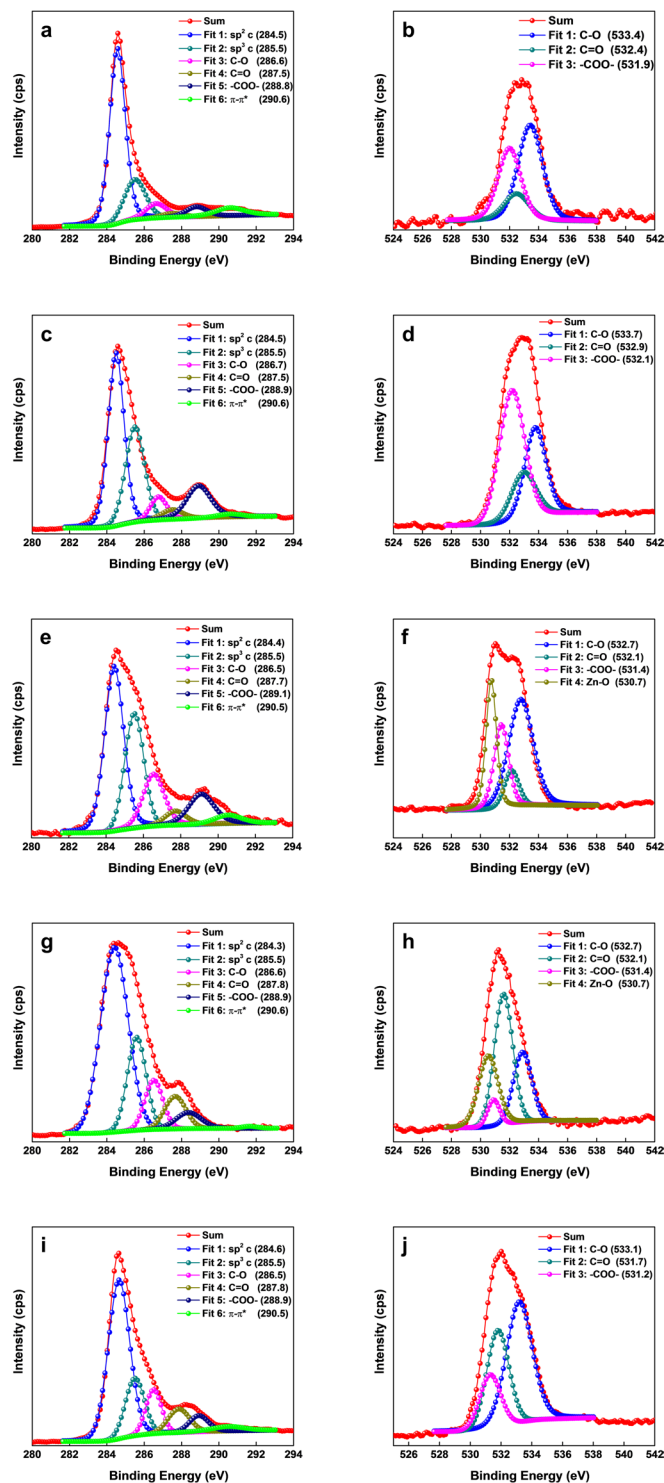 a
Sum
Fit 1: sp² c (284.5)
Fit 2: sp³ c (285.5)
Fit 3: C-O (286.6)
Fit 4: C=O (287.5)
Fit 5: -COO- (288.8)
Fit 6: π-π* (290.6)
Intensity (cps)
280 282 284 286 288 290 292 294
Binding Energy (eV)
b
Sum
Fit 1: C-O (533.4)
Fit 2: C=O (532.4)
Fit 3: -COO- (531.9)
Intensity (cps)
524 526 528 530 532 534 536 538 540 542
Binding Energy (eV)
c
Sum
Fit 1: sp² c (284.5)
Fit 2: sp³ c (285.5)
Fit 3: C-O (286.7)
Fit 4: C=O (287.5)
Fit 5: -COO- (288.9)
Fit 6: π-π* (290.6)
Intensity (cps)
280 282 284 286 288 290 292 294
Binding Energy (eV)
d
Sum
Fit 1: C-O (533.7)
Fit 2: C=O (532.9)
Fit 3: -COO- (532.1)
Intensity (cps)
524 526 528 530 532 534 536 538 540 542
Binding Energy (eV)
e
Sum
Fit 1: sp² c (284.4)
Fit 2: sp³ c (285.5)
Fit 3: C-O (286.5)
Fit 4: C=O (287.7)
Fit 5: -COO- (289.1)
Fit 6: π-π* (290.5)
Intensity (cps)
280 282 284 286 288 290 292 294
Binding Energy (eV)
f
Sum
Fit 1: C-O (532.7)
Fit 2: C=O (532.1)
Fit 3: -COO- (531.4)
Fit 4: Zn-O (530.7)
Intensity (cps)
524 526 528 530 532 534 536 538 540 542
Binding Energy (eV)
g
Sum
Fit 1: sp² c (284.3)
Fit 2: sp³ c (285.5)
Fit 3: C-O (286.6)
Fit 4: C=O (287.8)
Fit 5: -COO- (288.9)
Fit 6: π-π* (290.6)
Intensity (cps)
280 282 284 286 288 290 292 294
Binding Energy (eV)
h
Sum
Fit 1: C-O (532.7)
Fit 2: C=O (532.1)
Fit 3: -COO- (531.4)
Fit 4: Zn-O (530.7)
Intensity (cps)
524 526 528 530 532 534 536 538 540 542
Binding Energy (eV)
i
Sum
Fit 1: sp² c (284.6)
Fit 2: sp³ c (285.5)
Fit 3: C-O (286.5)
Fit 4: C=O (287.8)
Fit 5: -COO- (288.9)
Fit 6: π-π* (290.5)
Intensity (cps)
280 282 284 286 288 290 292 294
Binding Energy (eV)
j
Sum
Fit 1: C-O (533.1)
Fit 2: C=O (531.7)
Fit 3: -COO- (531.2)
Intensity (cps)
524 526 528 530 532 534 536 538 540 542
Binding Energy (eV)